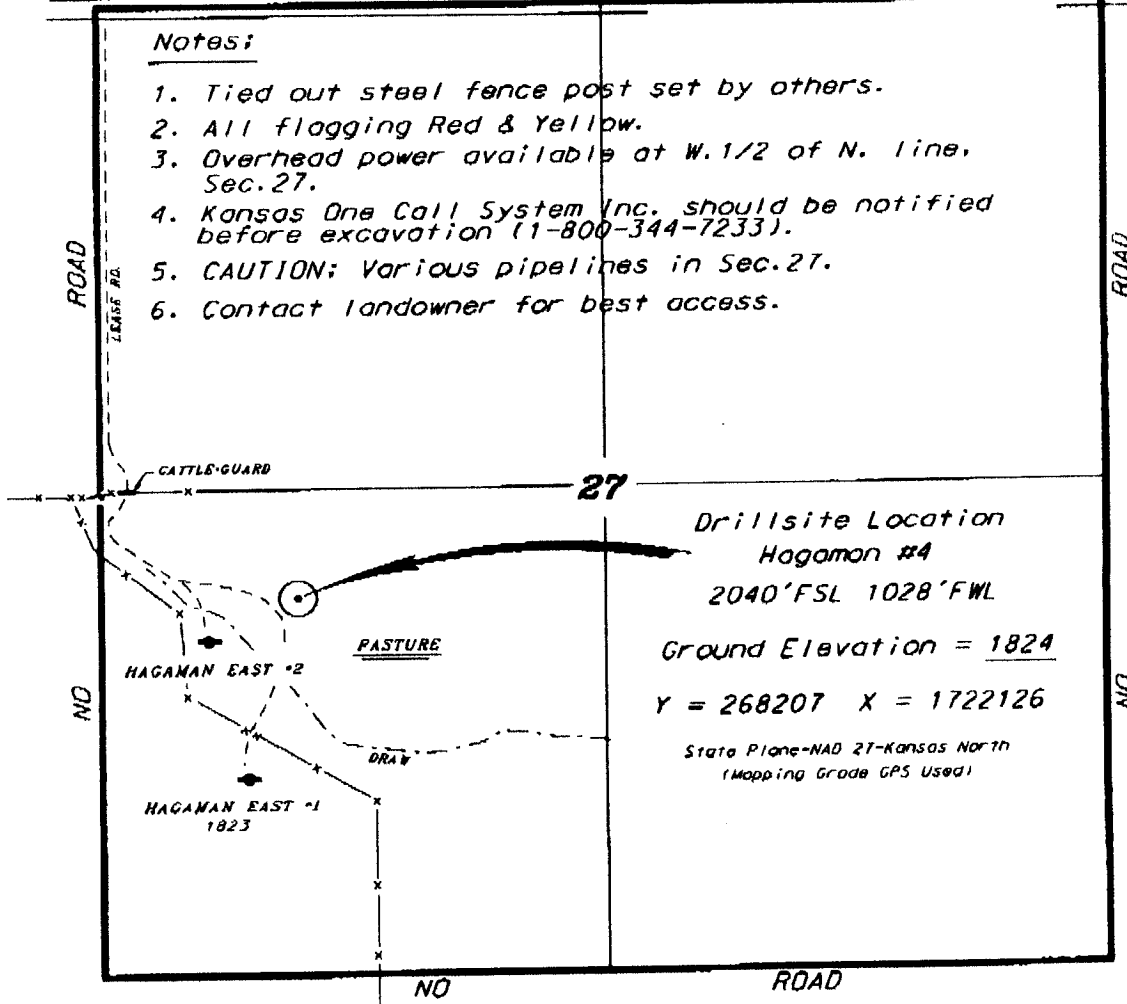 Notes:
1. Tied out steel fence post set by others.
2. All flagging Red & Yellow.
3. Overhead power available at W. 1/2 of N. line,
Sec. 27.
4. Kansas One Call System Inc. should be notified
before excavation (1-800-344-7233).
5. CAUTION: Various pipelines in Sec. 27.
6. Contact landowner for best access.
ROAD
LEASE RD.
ROAD
CATTLE-GUARD
27
Drillsite Location
Hagaman #4
2040'FSL 1028'FWL
PASTURE
Ground Elevation = 1824
HAGAMAN EAST #2
NO
NO
Y = 268207 X = 1722126
State Plane-NAD 27-Kansas North
(Mapping Grade GPS Used)
DRAW
HAGAMAN EAST #1
1823
NO
ROAD